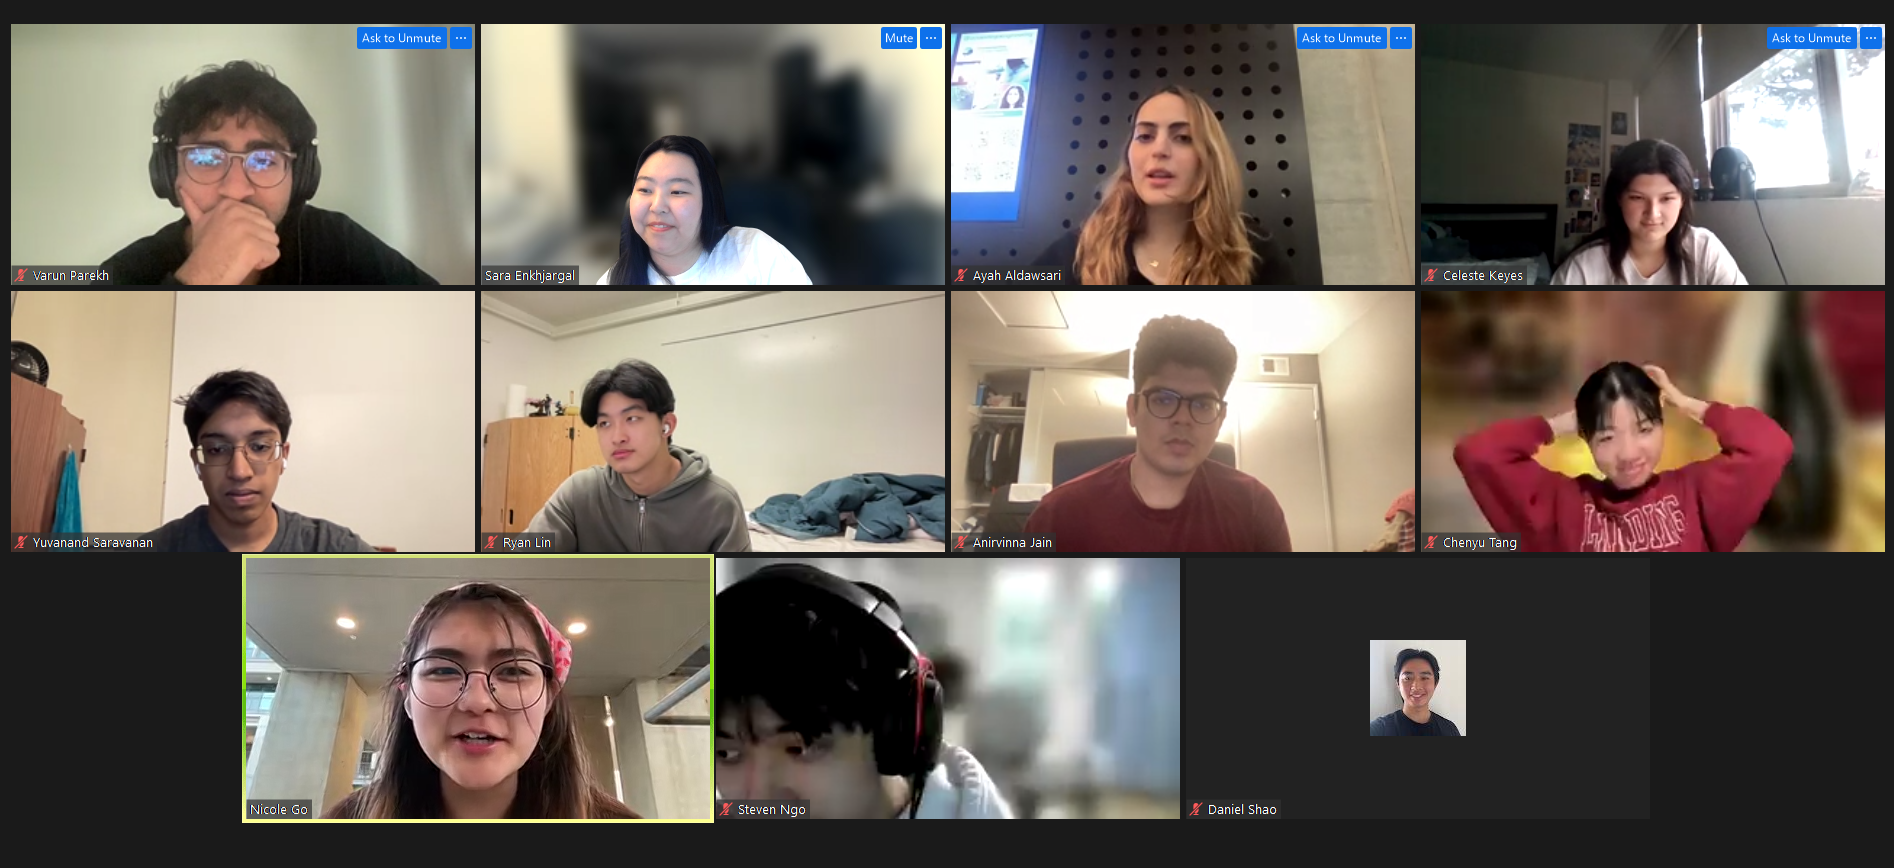 Ask to Unmute ...
Mute ...
Ask to Unmute ...
Ask to Unmute ...
Varun Parekh
Sara Enkhjargal
Ayah Aldawsari
Celeste Keyes
Yuvanand Saravanan
Ryan Lin
Anirvinna Jain
Chenyu Tang
Nicole Go
Steven Ngo
Daniel Shao